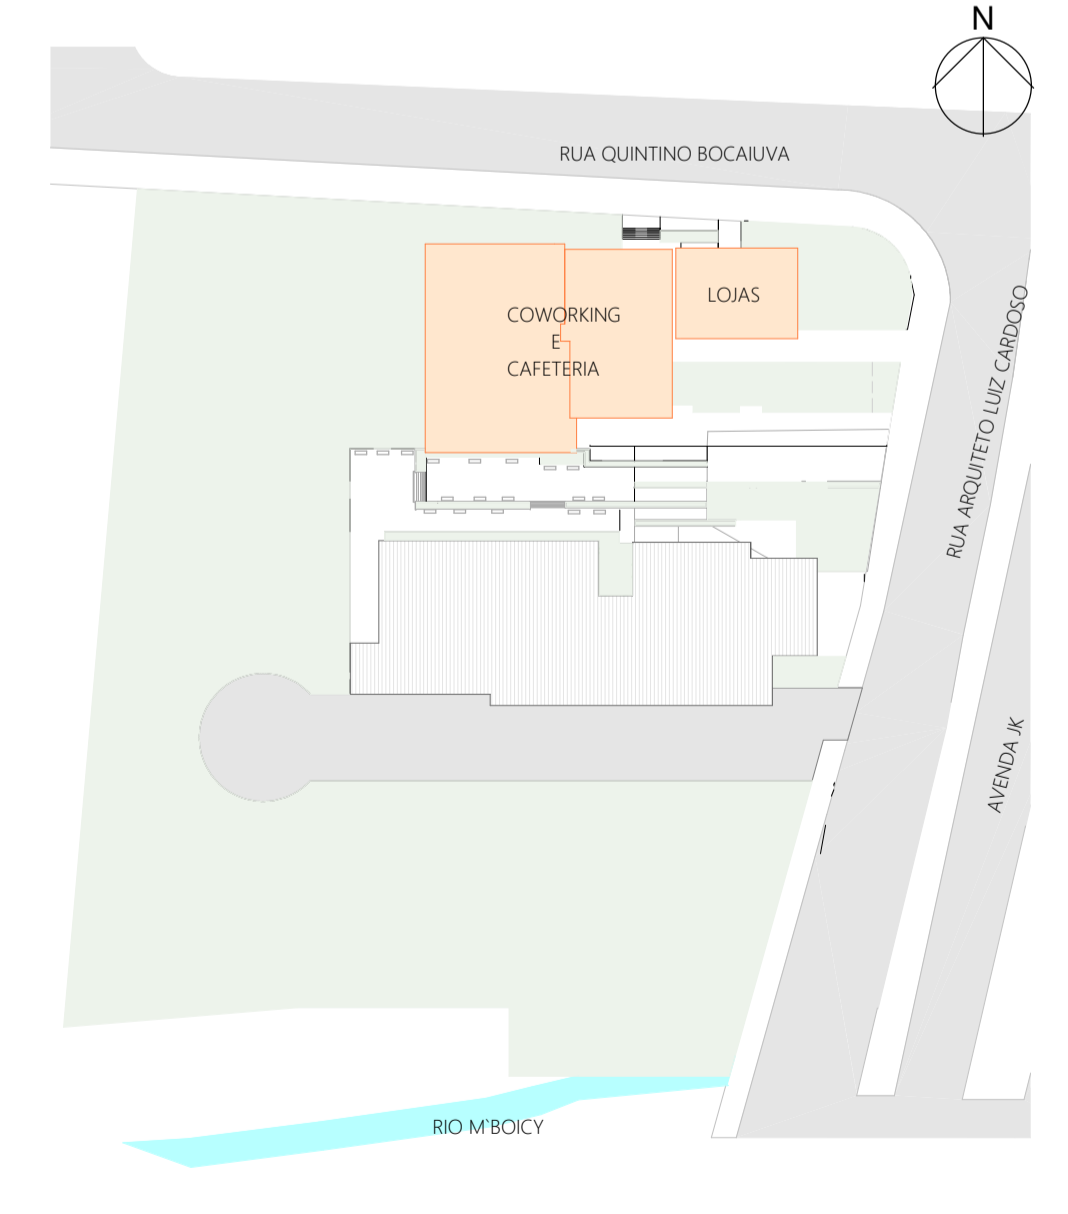 N
RUA QUINTINO BOCAIUVA
LOJAS
COWORKING
E
CAFETERIA
RUA ARQUITETO LUIZ CARDOSO
AVENDA JK
RIO M`BOICY